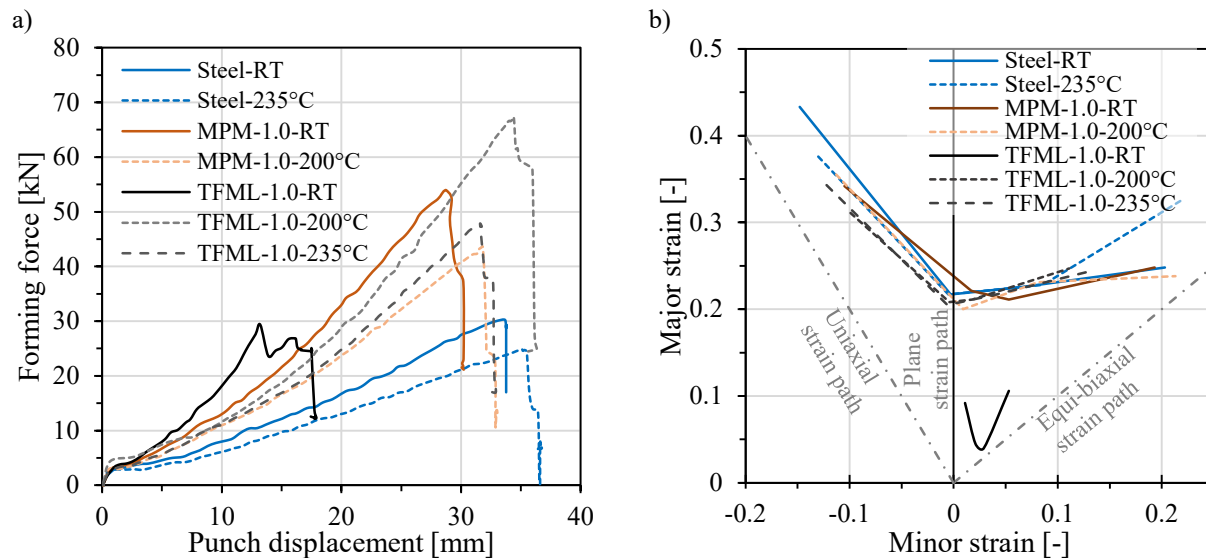 a)
80
70
60
50
40
30
20
10
0
Forming force [kN]
Steel-RT
Steel-235°C
MPM-1.0-RT
MPM-1.0-200°C
TFML-1.0-RT
TFML-1.0-200°C
TFML-1.0-235°C
0
10
20
30
40
Punch displacement [mm]
b)
0.5
0.4
0.3
0.2
0.1
0
Major strain [-]
Steel-RT
Steel-235°C
MPM-1.0-RT
MPM-1.0-200°C
TFML-1.0-RT
TFML-1.0-200°C
TFML-1.0-235°C
Uniaxial
strain path
Plane
strain path
Equi-biaxial
strain path
-0.2
-0.1
0
0.1
0.2
Minor strain [-]